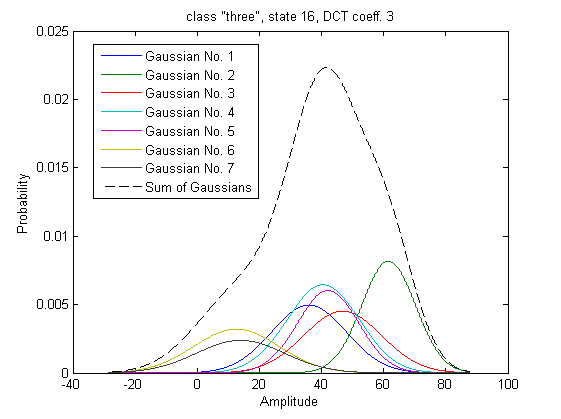 class "three", state 16, DCT coeff. 3
0.025
0.02
0.015
0.01
0.005
0
Probability
Gaussian No. 1
Gaussian No. 2
Gaussian No. 3
Gaussian No. 4
Gaussian No. 5
Gaussian No. 6
Gaussian No. 7
Sum of Gaussians
-40 -20 0 20 40 60 80 100
Amplitude